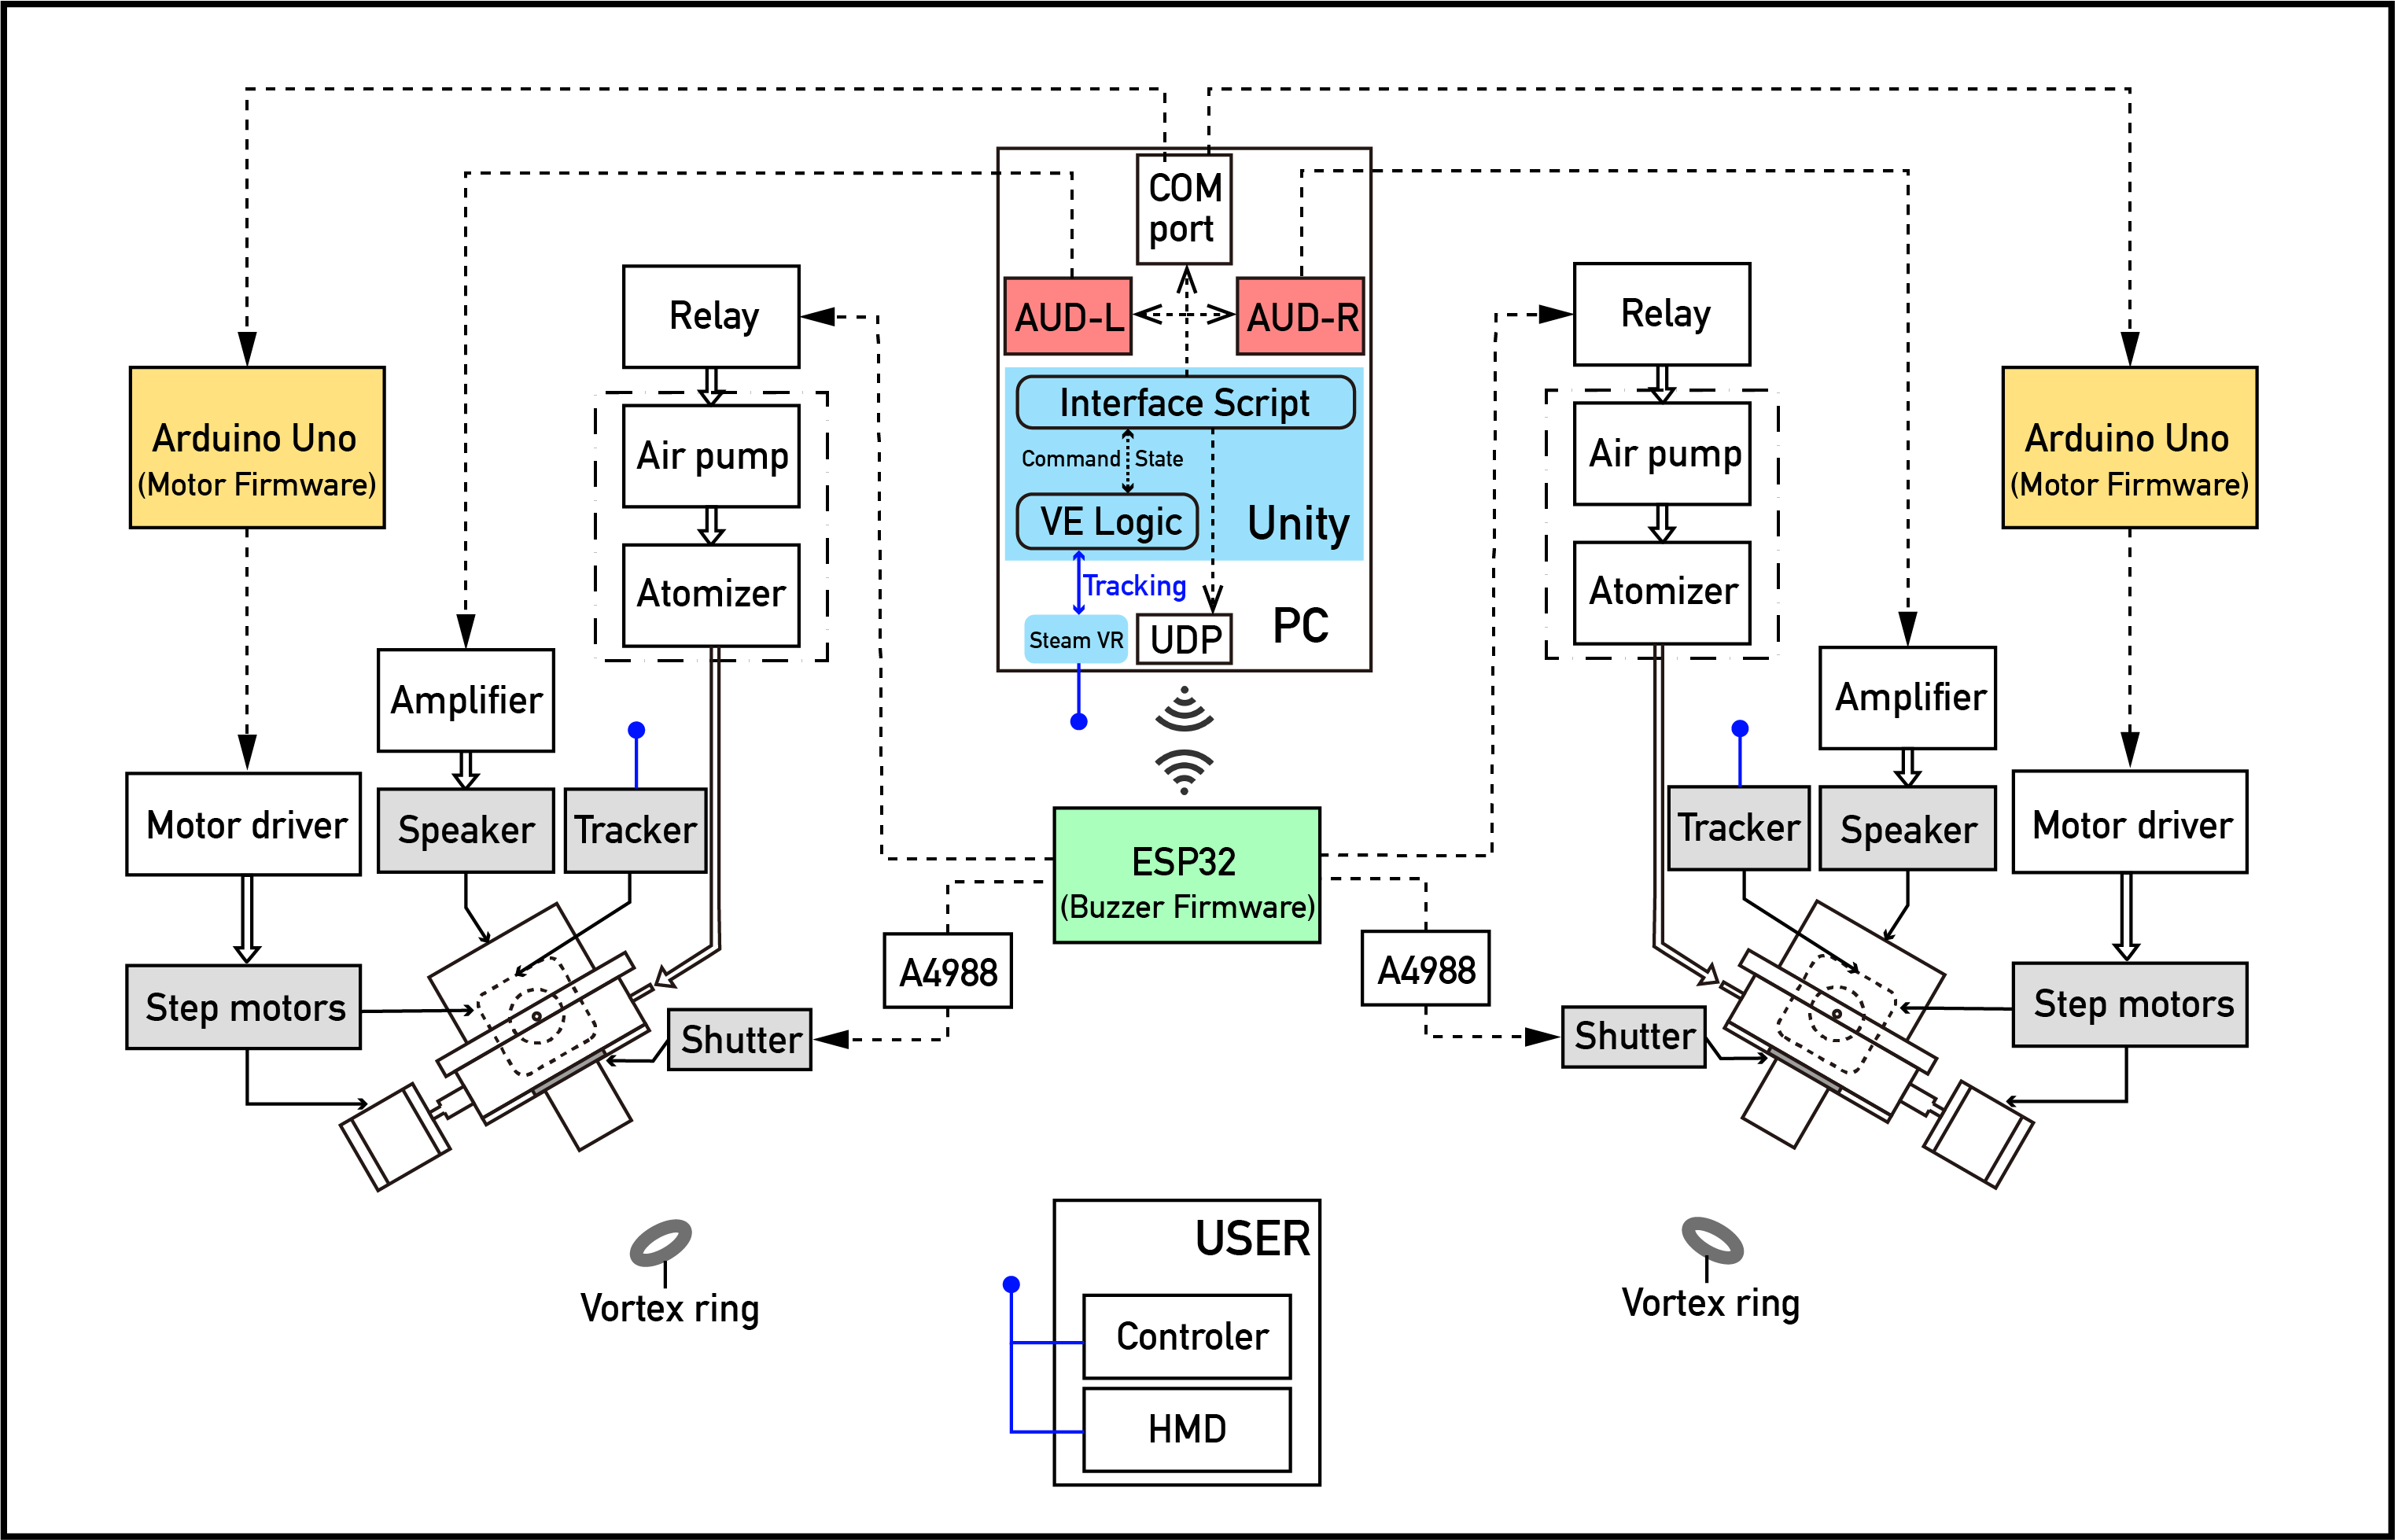 COM
port
AUD-L
AUD-R
Interface Script
Command
State
VE Logic
Unity
Tracking
Steam VR
UDP
PC
Relay
Air pump
Atomizer
Arduino Uno
(Motor Firmware)
Amplifier
Motor driver
Speaker
Tracker
Step motors
Shutter
A4988
ESP32
(Buzzer Firmware)
A4988
Relay
Air pump
Atomizer
Arduino Uno
(Motor Firmware)
Amplifier
Tracker
Speaker
Motor driver
Shutter
Step motors
Vortex ring
USER
Controler
HMD
Vortex ring